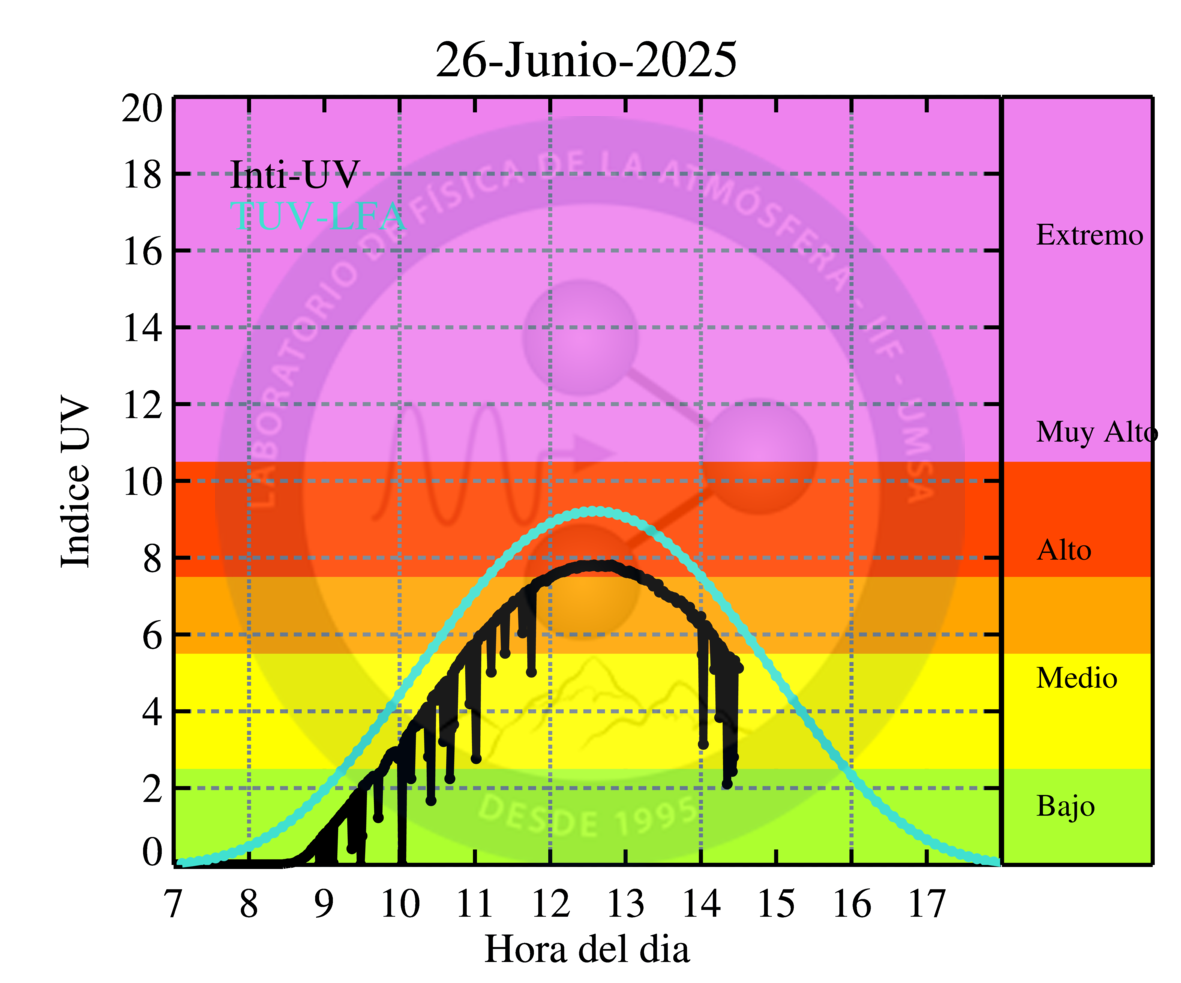 26-Junio-2025
Indice UV
20
18
16
14
12
10
8
6
4
2
0
Inti-UV
TUV-LFA
LABORATORIO DE FÍSICA DE LA ATMÓSFERA - IIF - UMSA
DESDE 1995
Extremo
Muy Alto
Alto
Medio
Bajo
7 8 9 10 11 12 13 14 15 16 17
Hora del dia